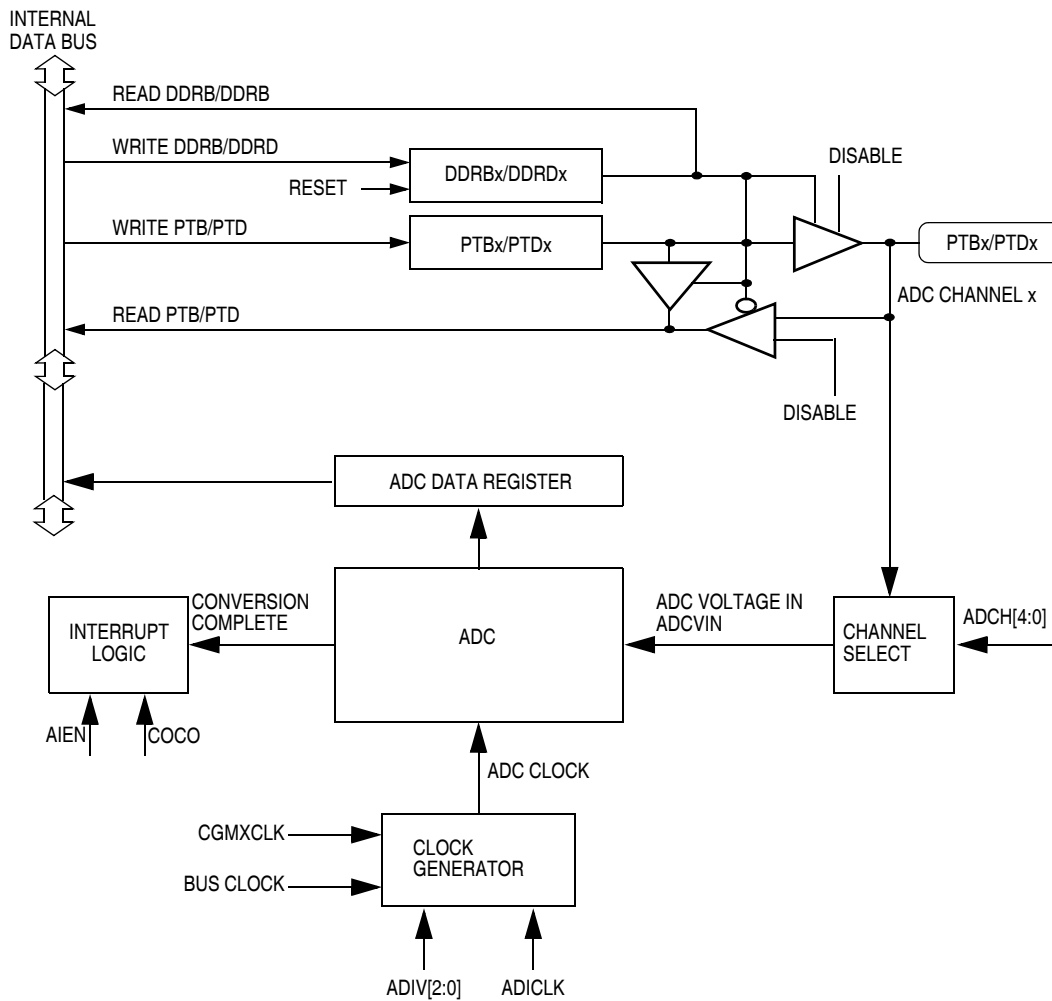 INTERNAL
DATA BUS
READ DDRB/DDRB
WRITE DDRB/DDRD
RESET
DDRBx/DDRDx
DISABLE
WRITE PTB/PTD
PTBx/PTDx
PTBx/PTDx
ADC CHANNEL x
READ PTB/PTD
DISABLE
ADC DATA REGISTER
INTERRUPT
LOGIC
CONVERSION
COMPLETE
ADC
ADC VOLTAGE IN
ADCVIN
CHANNEL
SELECT
ADCH[4:0]
AIEN
COCO
ADC CLOCK
CGMXCLK
BUS CLOCK
CLOCK
GENERATOR
ADIV[2:0]
ADICLK